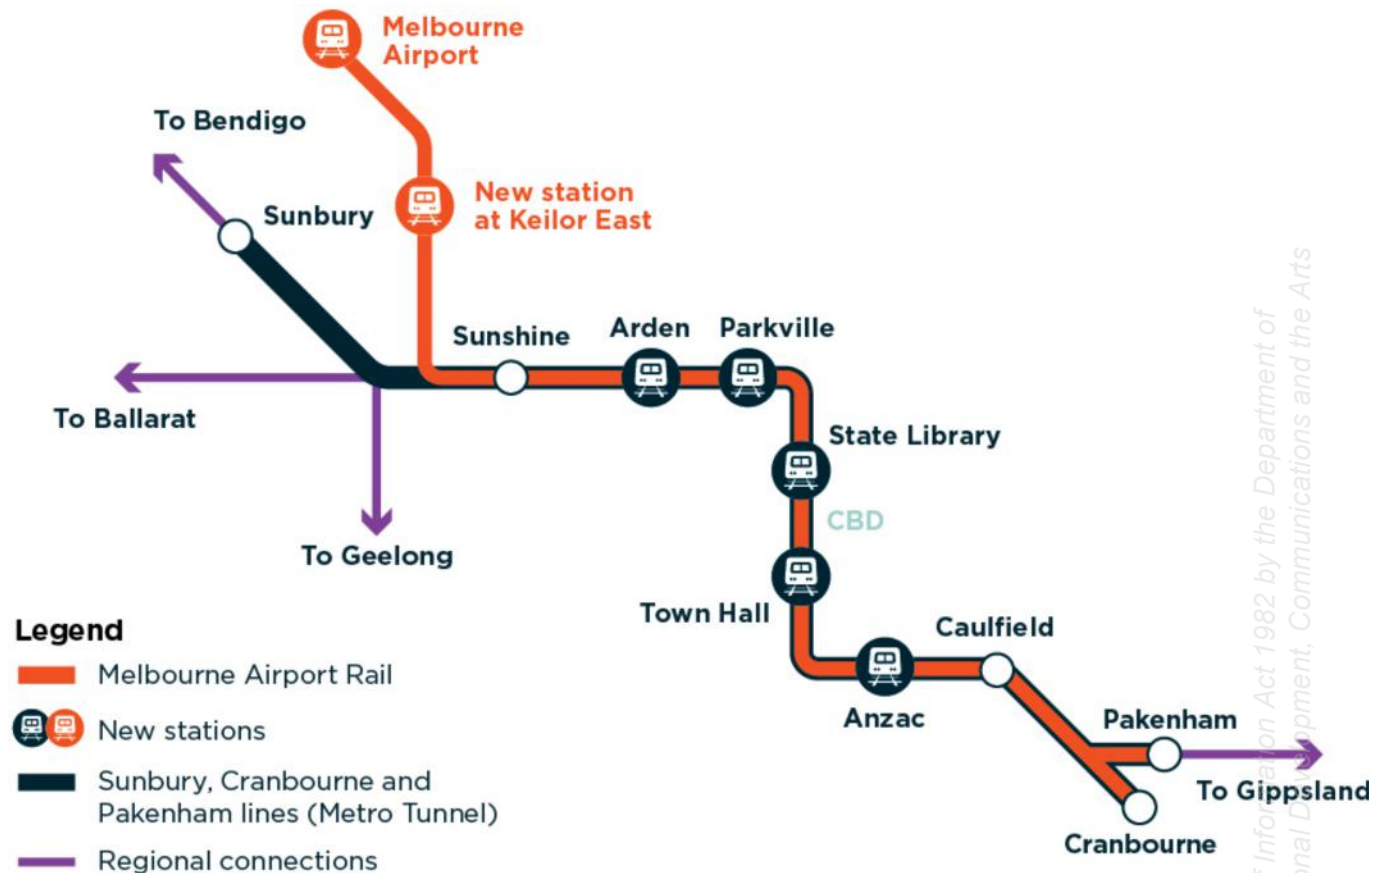 Melbourne
Airport
To Bendigo
Sunbury
New station
at Keilor East
Sunshine
Arden
Parkville
To Ballarat
State Library
CBD
To Geelong
Town Hall
Caulfield
Anzac
Pakenham
To Gippsland
Cranbourne
Legend
Melbourne Airport Rail
New stations
Sunbury, Cranbourne and
Pakenham lines (Metro Tunnel)
Regional connections
Information Act 1982 by the Department of
Development, Communications and the Arts